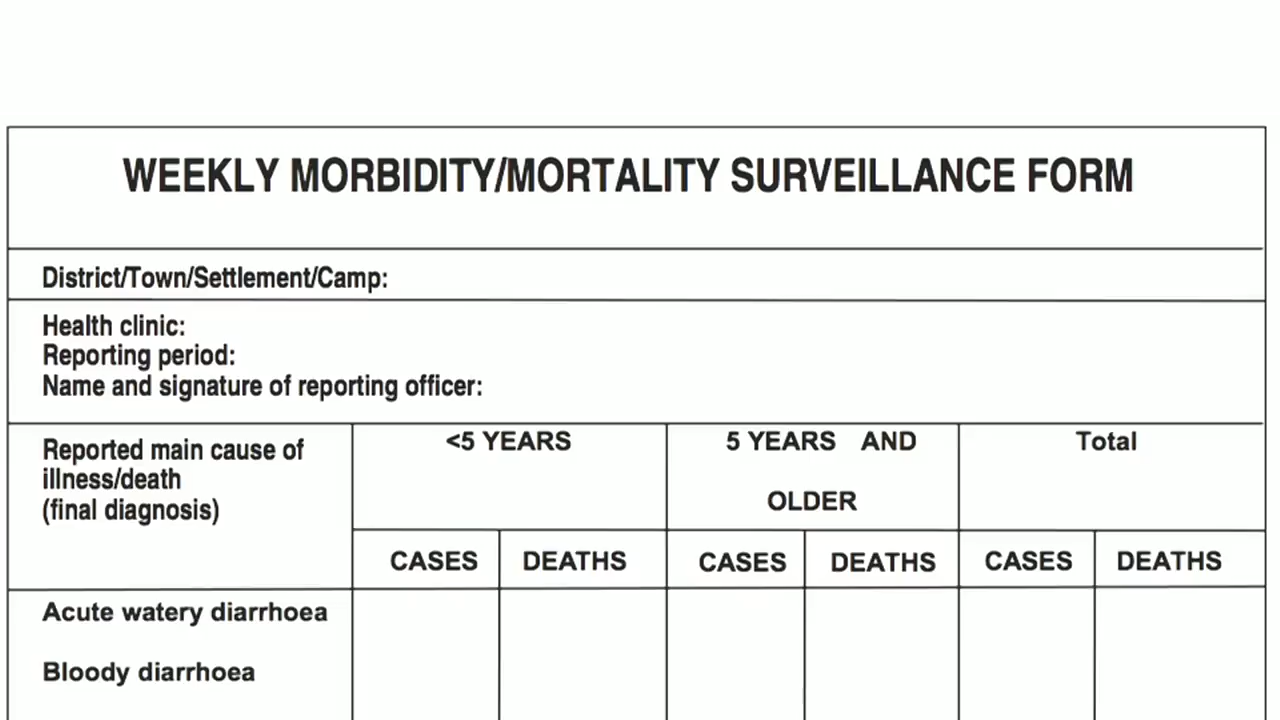 WEEKLY MORBIDITY/MORTALITY SURVEILLANCE FORM
District/Town/Settlement/Camp:
Health clinic:
Reporting period:
Name and signature of reporting officer:
Reported main cause of
illness/death
(final diagnosis)
<5 YEARS
5 YEARS AND
OLDER
Total
CASES DEATHS CASES DEATHS CASES DEATHS
Acute watery diarrhoea
Bloody diarrhoea